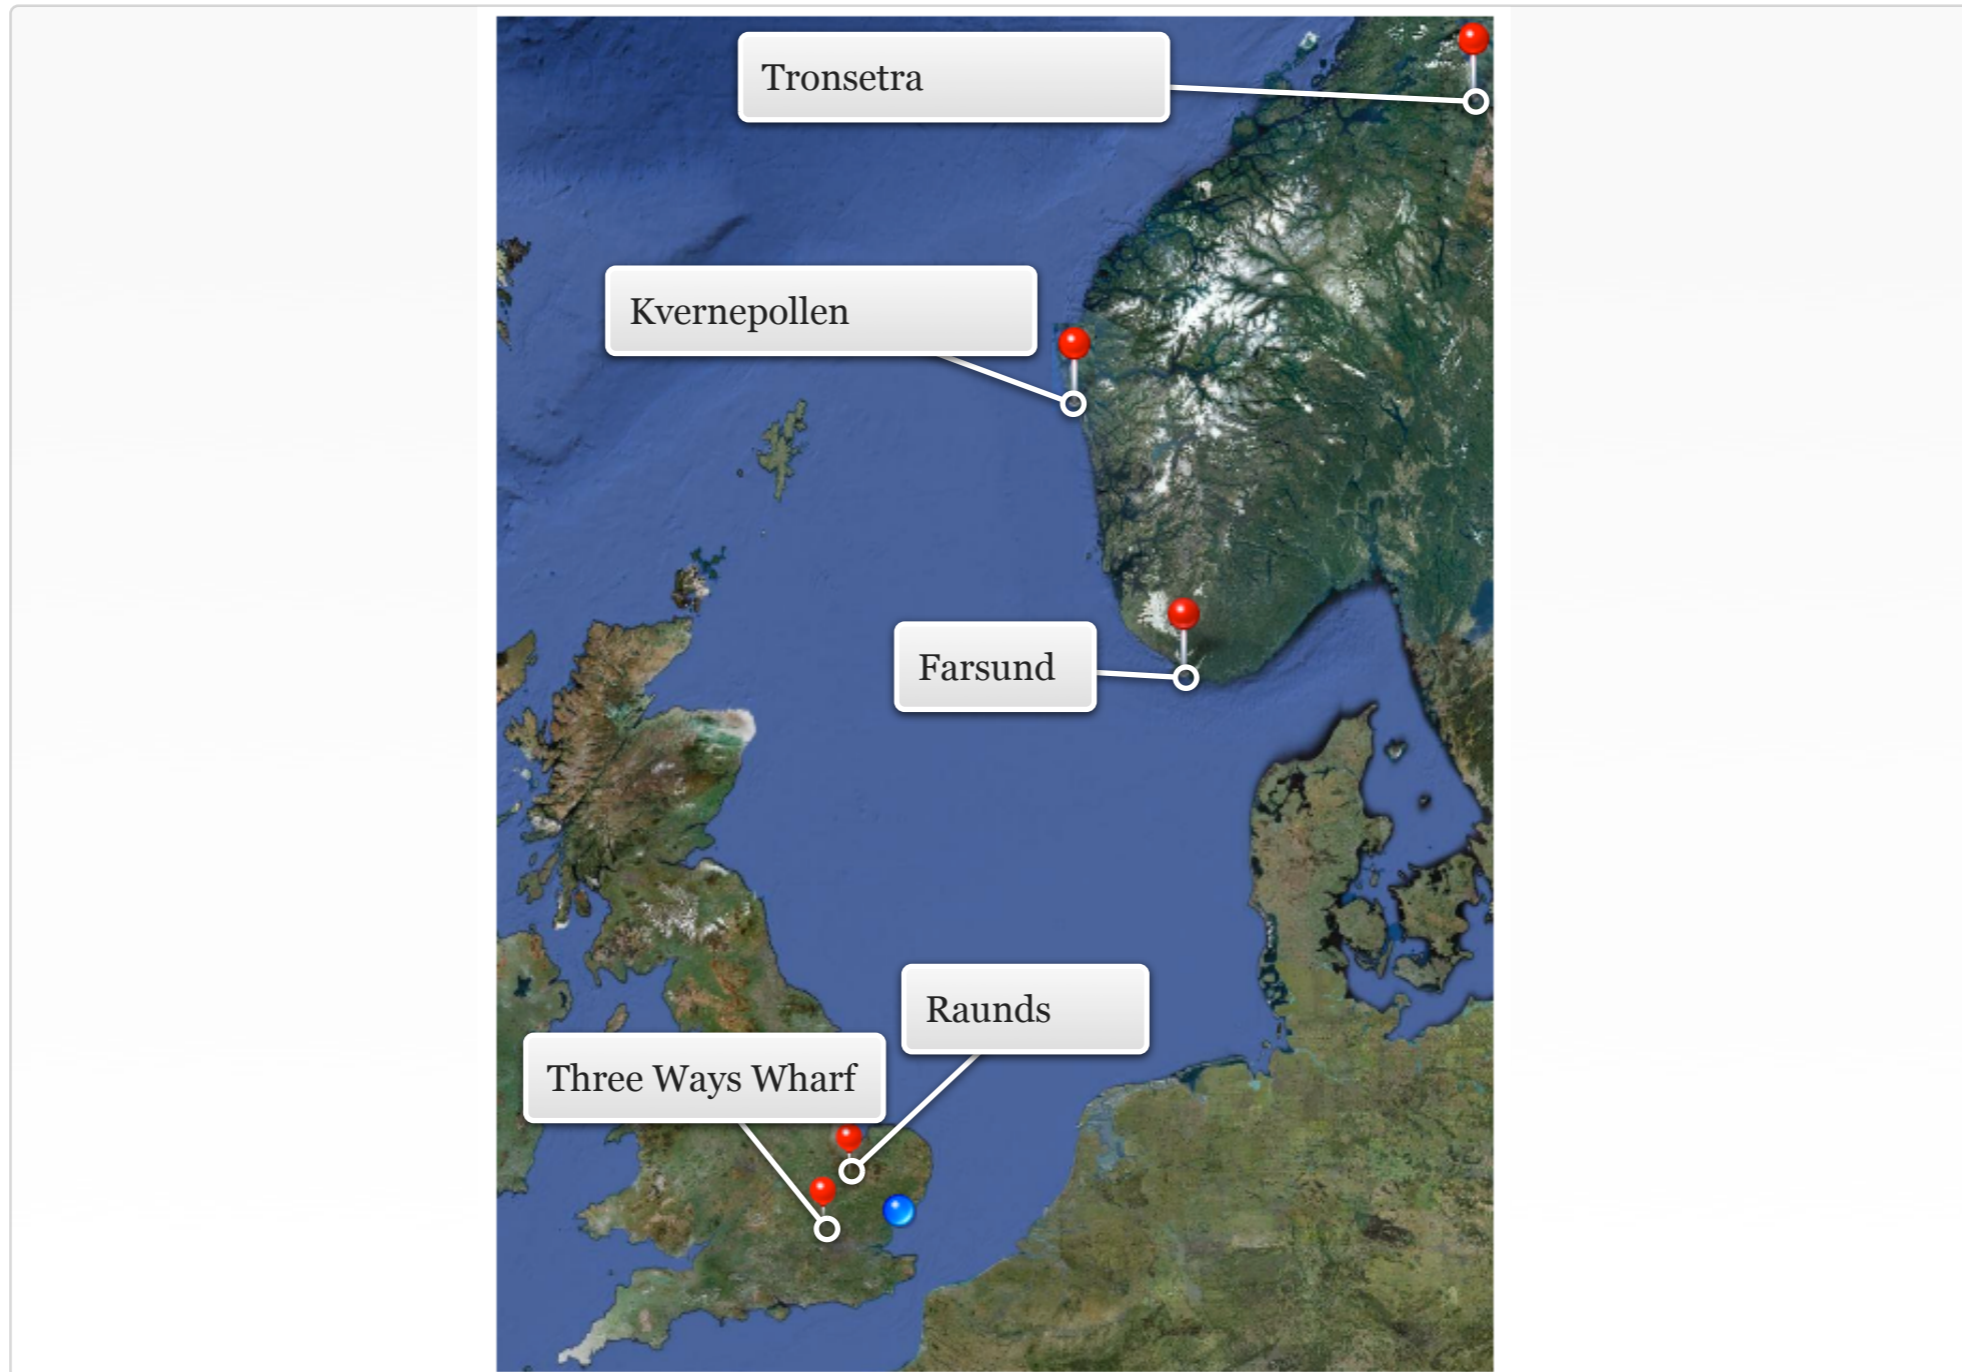 Tronsetra
Kvernepollen
Farsund
Raunds
Three Ways Wharf